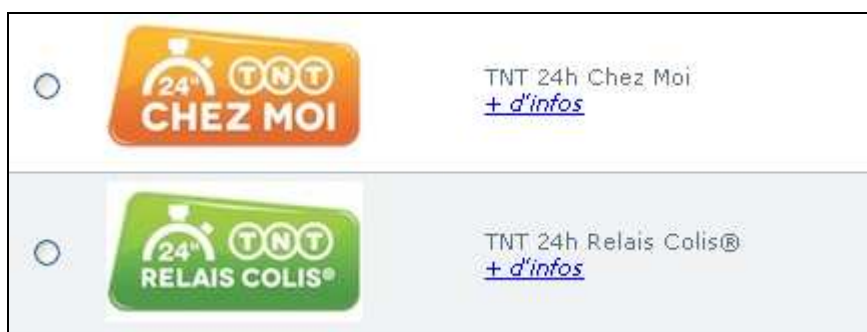 24H TNT
CHEZ MOI
TNT 24h Chez Moi
+ d'infos
24H TNT
RELAIS COLIS®
TNT 24h Relais Colis®
+ d'infos